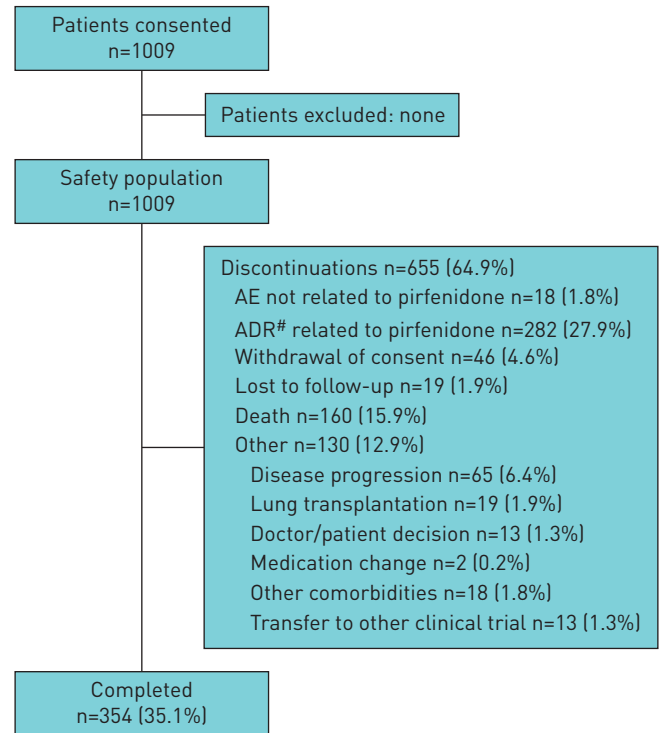 Patients consented
n=1009
Patients excluded: none
Safety population
n=1009
Discontinuations n=655 (64.9%)
AE not related to pirfenidone n=18 (1.8%)
ADR# related to pirfenidone n=282 (27.9%)
Withdrawal of consent n=46 (4.6%)
Lost to follow-up n=19 (1.9%)
Death n=160 (15.9%)
Other n=130 (12.9%)
Disease progression n=65 (6.4%)
Lung transplantation n=19 (1.9%)
Doctor/patient decision n=13 (1.3%)
Medication change n=2 (0.2%)
Other comorbidities n=18 (1.8%)
Transfer to other clinical trial n=13 (1.3%)
Completed
n=354 (35.1%)